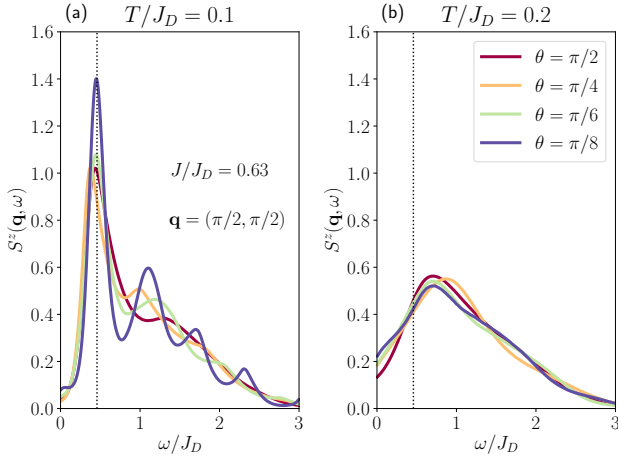 (a) T/J_D = 0.1
1.6
1.4
1.2
1.0
0.8
0.6
0.4
0.2
0.0
S^z(q, ω)
J/J_D = 0.63
q = (π/2, π/2)
0 1 2 3
ω/J_D
(b) T/J_D = 0.2
1.6
1.4
1.2
1.0
0.8
0.6
0.4
0.2
0.0
S^z(q, ω)
θ = π/2
θ = π/4
θ = π/6
θ = π/8
0 1 2 3
ω/J_D